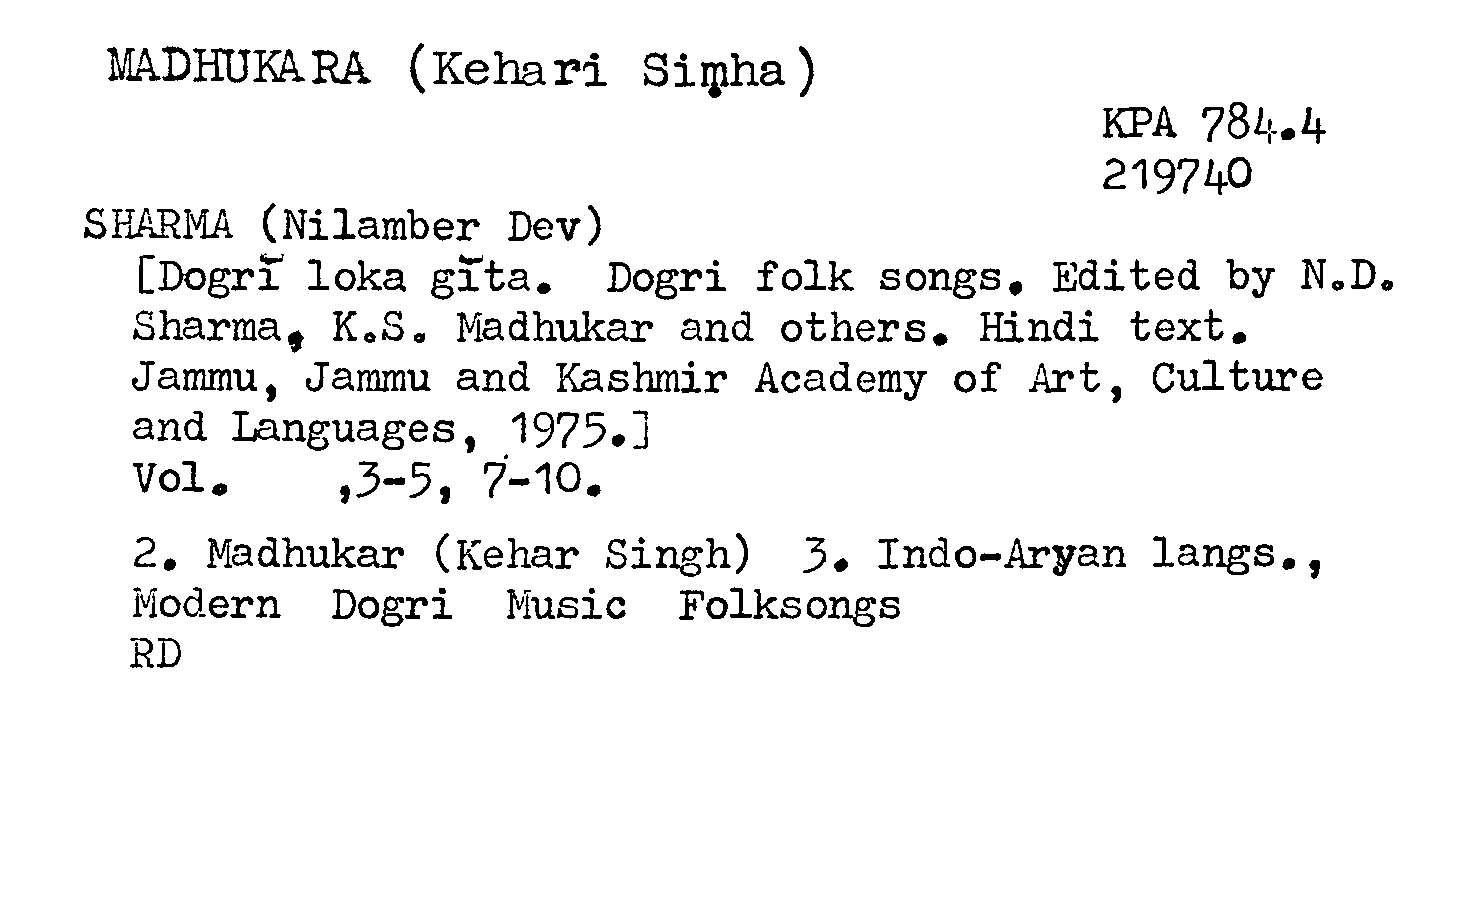 MADHUKARA (Kehari Siṃha)
KPA 784.4
219740
SHARMA (Nilamber Dev)
[Dogrī loka gīta. Dogri folk songs. Edited by N.D.
Sharma, K.S. Madhukar and others. Hindi text.
Jammu, Jammu and Kashmir Academy of Art, Culture
and Languages, 1975.]
Vol. ,3-5, 7-10.
2. Madhukar (Kehar Singh) 3. Indo-Aryan langs.,
Modern Dogri Music Folksongs
RD